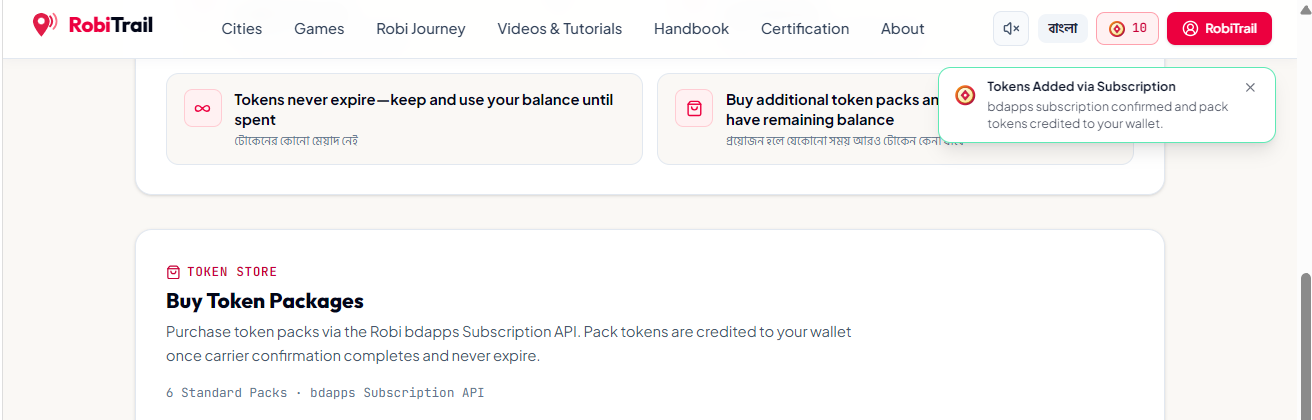 RobiTrail
Cities Games Robi Journey Videos & Tutorials Handbook Certification About
বাংলা
10
RobiTrail
Tokens Added via Subscription
bdapps subscription confirmed and pack
tokens credited to your wallet.
Tokens never expire—keep and use your balance until
spent
টোকেনের কোনো মেয়াদ নেই
Buy additional token packs
have remaining balance
প্রয়োজন হলে যেকোনো সময় আরও টোকেন কেনা
TOKEN STORE
Buy Token Packages
Purchase token packs via the Robi bdapps Subscription API. Pack tokens are credited to your wallet
once carrier confirmation completes and never expire.
6 Standard Packs · bdapps Subscription API